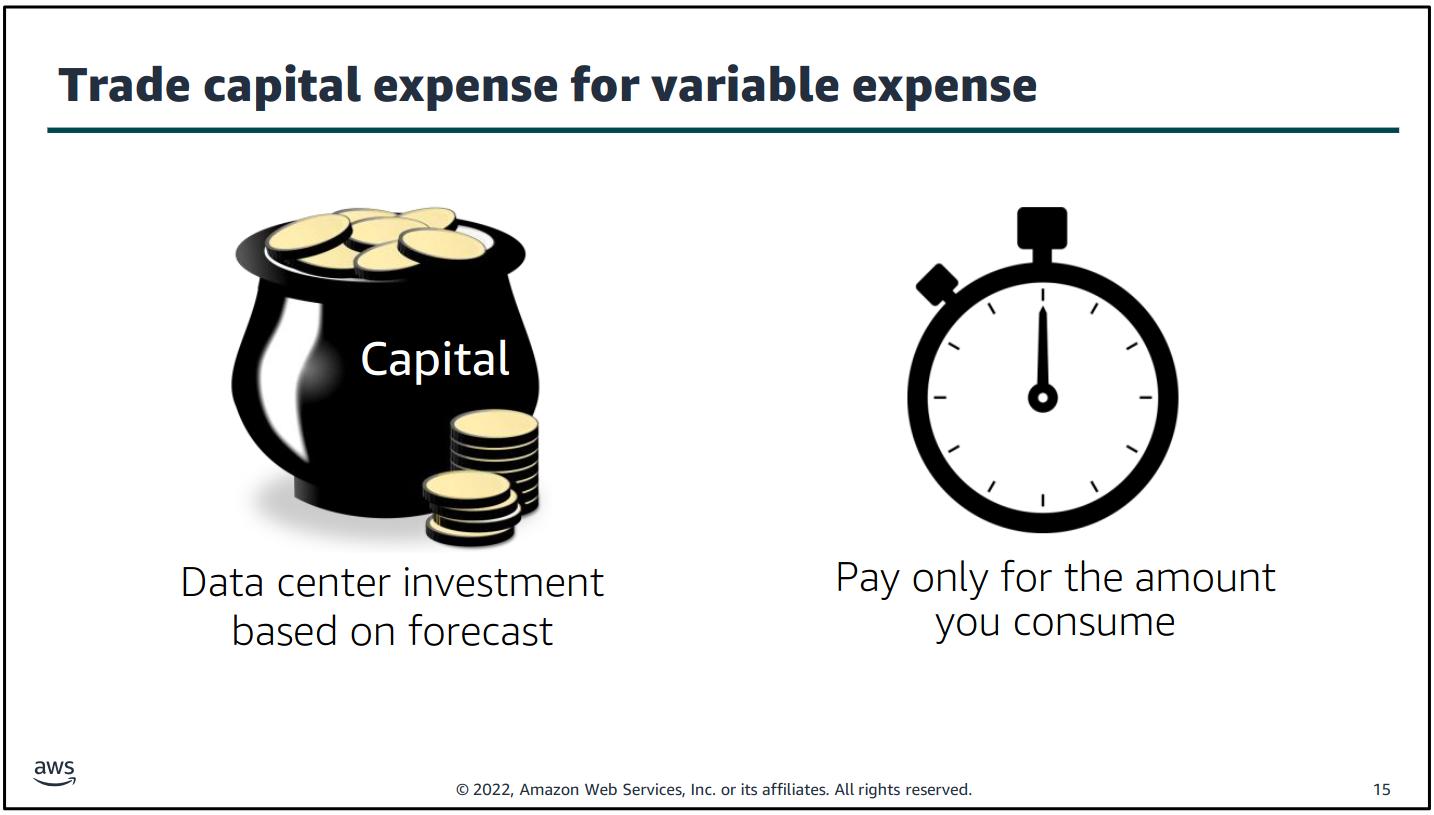 Trade capital expense for variable expense
Capital
Data center investment
based on forecast
Pay only for the amount
you consume
aws
© 2022, Amazon Web Services, Inc. or its affiliates. All rights reserved.
15